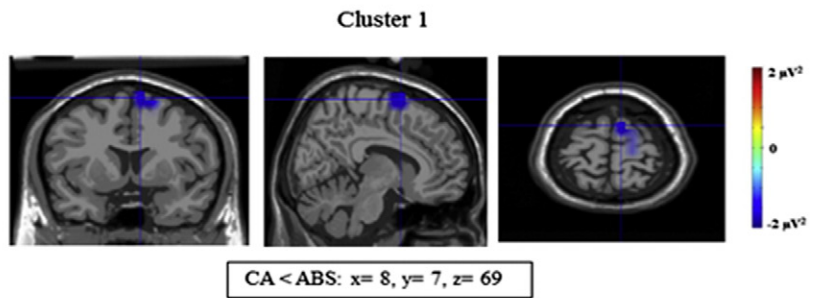 Cluster 1
2 µV²
0
-2 µV²
CA < ABS: x= 8, y= 7, z= 69